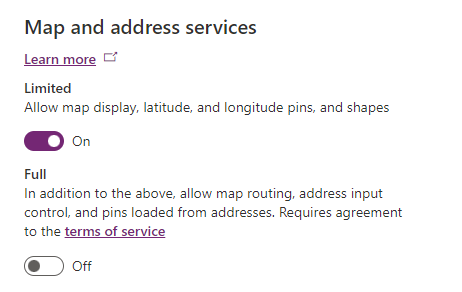 Map and address services
Learn more
Limited
Allow map display, latitude, and longitude pins, and shapes
On
Full
In addition to the above, allow map routing, address input
control, and pins loaded from addresses. Requires agreement
to the terms of service
Off